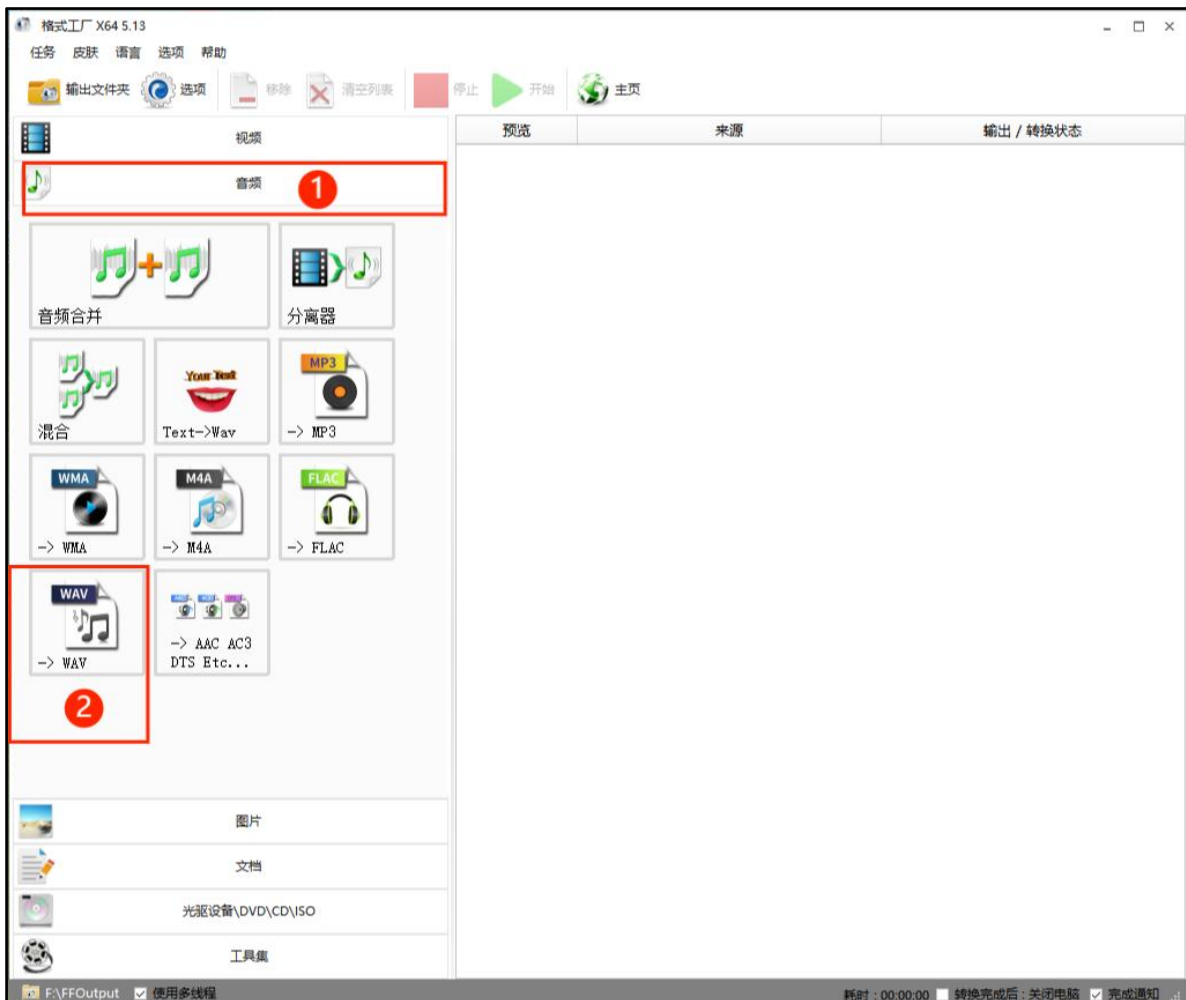 格式工厂 X64 5.13
任务 皮肤 语言 选项 帮助
输出文件夹 选项 移除 清空列表 停止 开始 主页
视频
音频 1
预览 来源 输出 / 转换状态
音频合并 分离器
Your Text
MP3
混合 Text->Wav -> MP3
WMA M4A FLAC
-> WMA -> M4A -> FLAC
WAV
-> WAV
-> AAC AC3
DTS Etc...
2
图片
文档
光驱设备\DVD\CD\ISO
工具集
F:\FFOutput 使用多线程 耗时 : 00:00:00 转换完成后 : 关闭电脑 完成通知